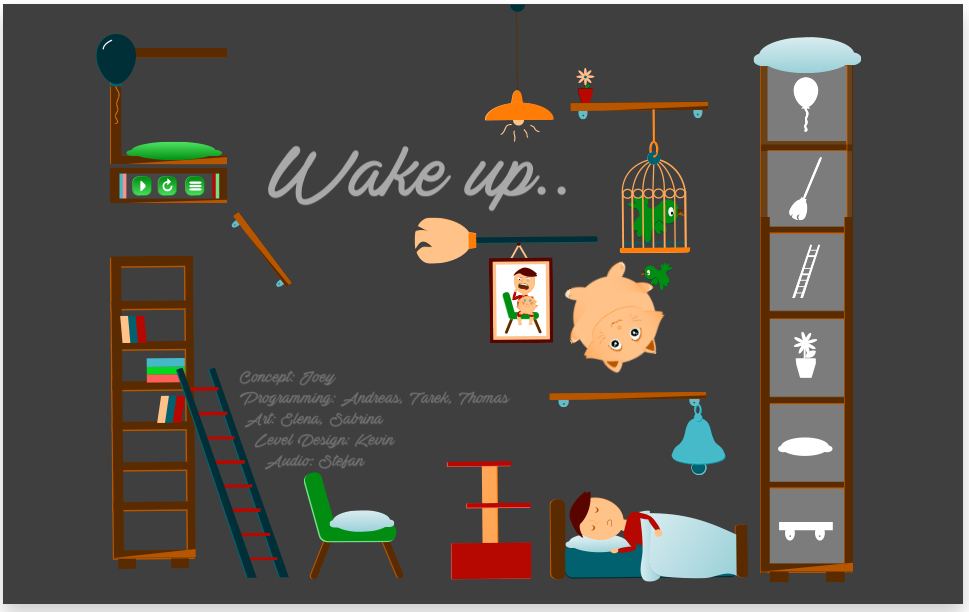 Wake up..
Concept: Joey
Programming: Andreas, Tarek, Thomas
Art: Elena, Sabrina
Level Design: Kevin
Audio: Stefan